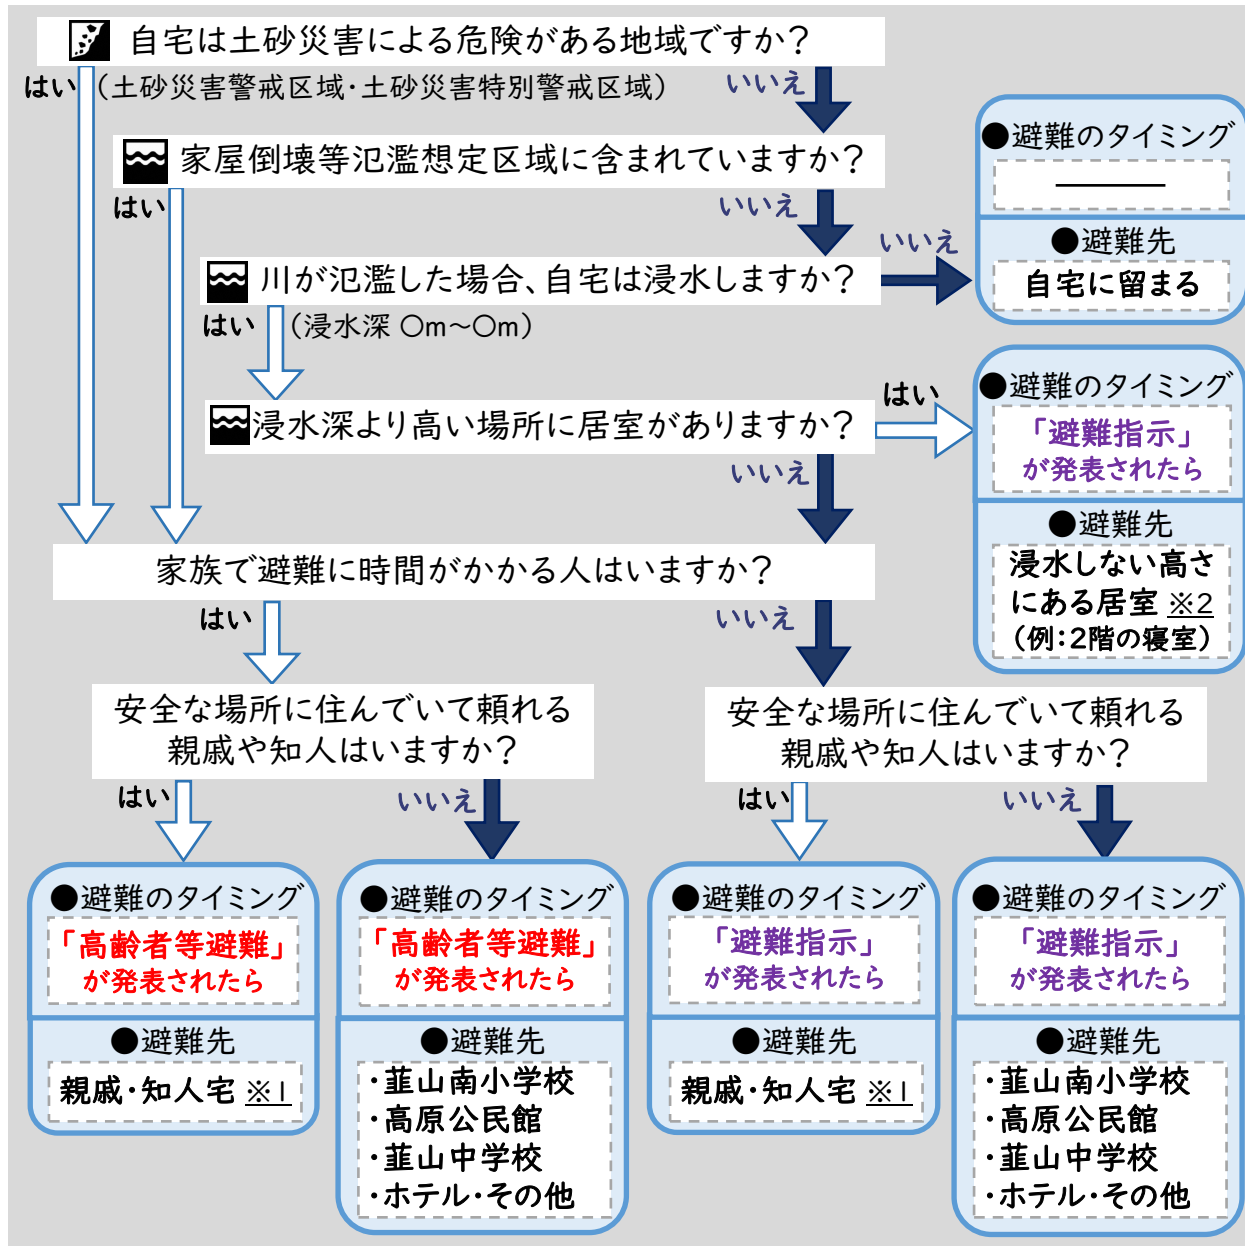 自宅は土砂災害による危険がある地域ですか？
はい
（土砂災害警戒区域・土砂災害特別警戒区域）
いいえ
家屋倒壊等氾濫想定区域に含まれていますか？
はい
いいえ
川が氾濫した場合、自宅は浸水しますか？
いいえ
はい
（浸水深 〇m～〇m）
●避難のタイミング
●避難先
自宅に留まる
浸水深より高い場所に居室がありますか？
はい
いいえ
●避難のタイミング
「避難指示」
が発表されたら
●避難先
浸水しない高さ
にある居室 ※2
（例：2階の寝室）
家族で避難に時間がかかる人はいますか？
はい
いいえ
安全な場所に住んでいて頼れる
親戚や知人はいますか？
はい
いいえ
安全な場所に住んでいて頼れる
親戚や知人はいますか？
はい
いいえ
●避難のタイミング
「高齢者等避難」
が発表されたら
●避難先
親戚・知人宅 ※1
●避難のタイミング
「高齢者等避難」
が発表されたら
●避難先
・韮山南小学校
・高原公民館
・韮山中学校
・ホテル・その他
●避難のタイミング
「避難指示」
が発表されたら
●避難先
親戚・知人宅 ※1
●避難のタイミング
「避難指示」
が発表されたら
●避難先
・韮山南小学校
・高原公民館
・韮山中学校
・ホテル・その他